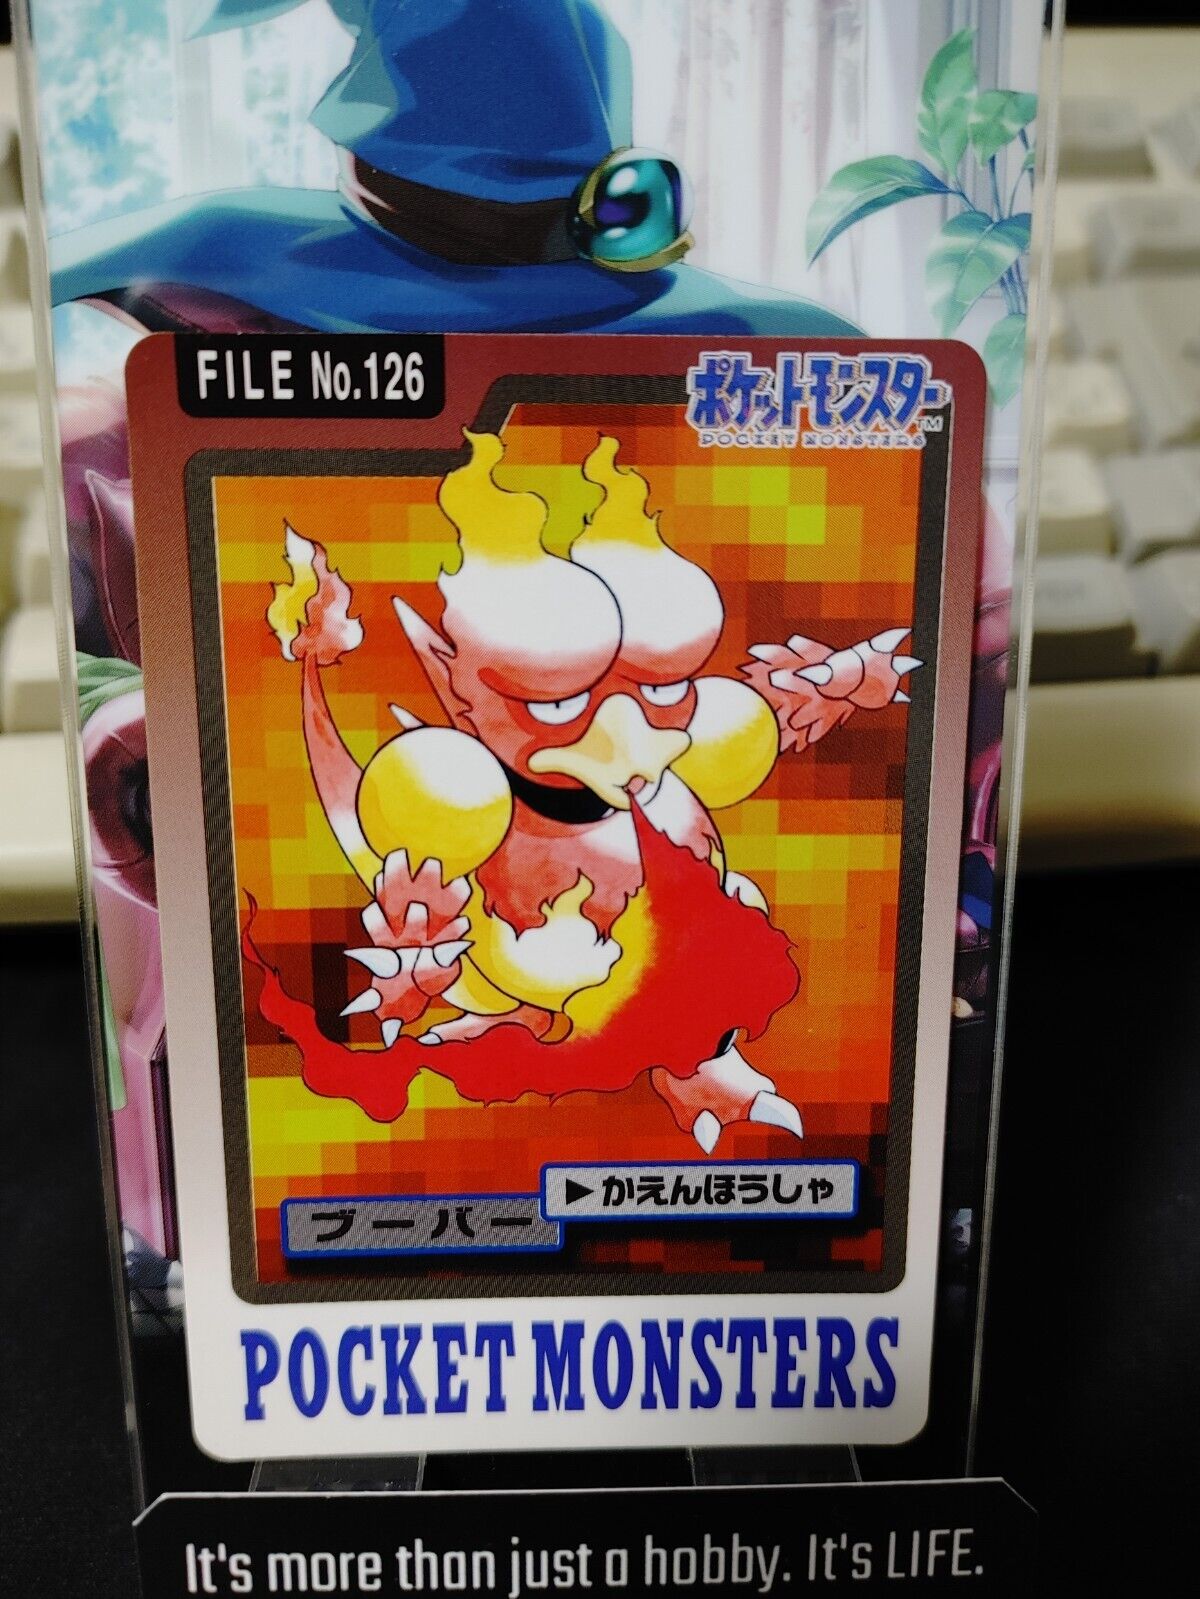 FILE No.126
ポケットモンスター TM
POCKET MONSTERS
▶かえんほうしゃ
ブーバー
POCKET MONSTERS
It's more than just a hobby. It's LIFE.